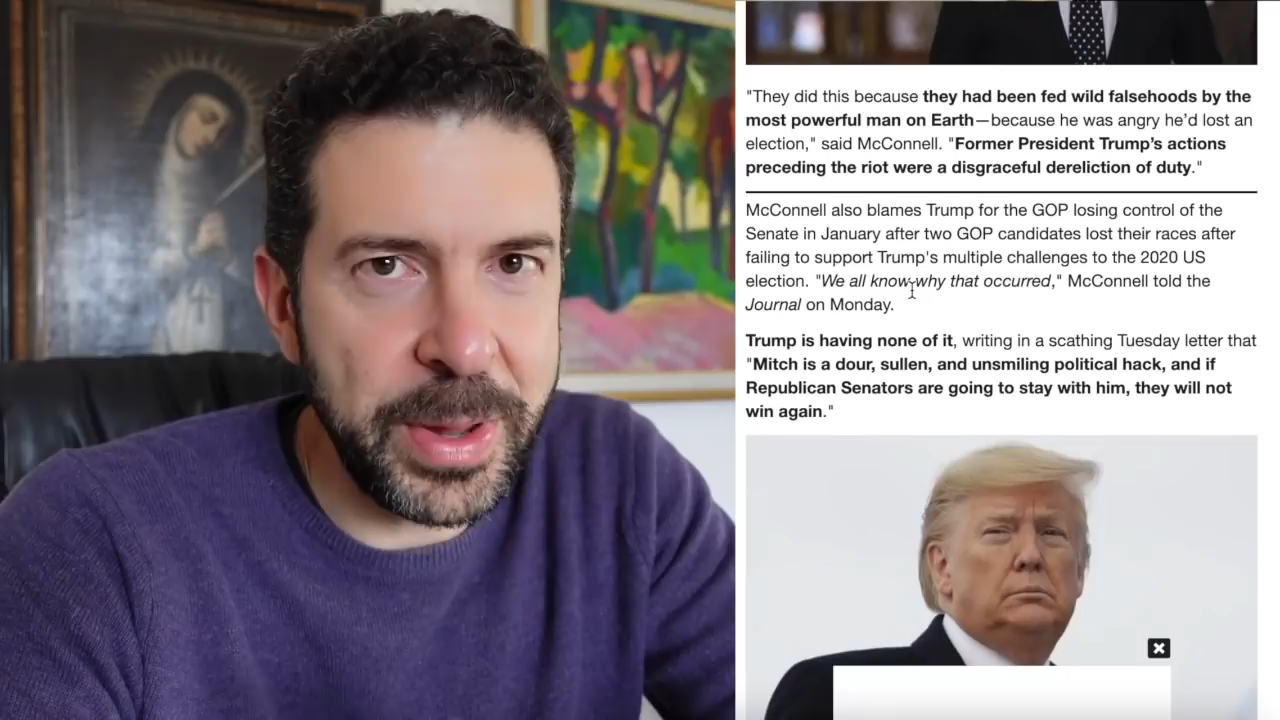 "They did this because they had been fed wild falsehoods by the
most powerful man on Earth—because he was angry he’d lost an
election," said McConnell. "Former President Trump’s actions
preceding the riot were a disgraceful dereliction of duty."
McConnell also blames Trump for the GOP losing control of the
Senate in January after two GOP candidates lost their races after
failing to support Trump's multiple challenges to the 2020 US
election. "We all know why that occurred," McConnell told the
Journal on Monday.
Trump is having none of it, writing in a scathing Tuesday letter that
"Mitch is a dour, sullen, and unsmiling political hack, and if
Republican Senators are going to stay with him, they will not
win again."